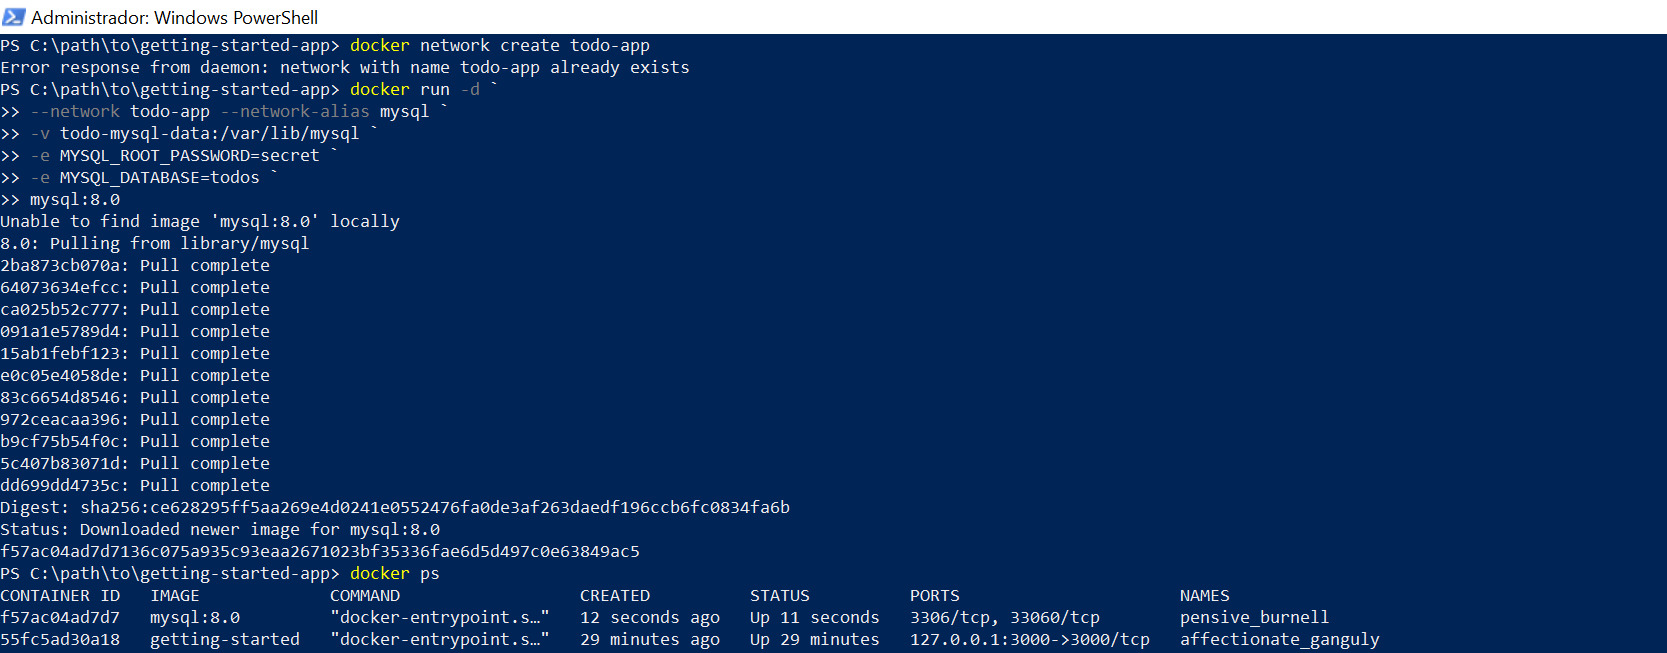 Administrador: Windows PowerShell
PS C:\path\to\getting-started-app> docker network create todo-app
Error response from daemon: network with name todo-app already exists
PS C:\path\to\getting-started-app> docker run -d `
>> --network todo-app --network-alias mysql `
>> -v todo-mysql-data:/var/lib/mysql `
>> -e MYSQL_ROOT_PASSWORD=secret `
>> -e MYSQL_DATABASE=todos `
>> mysql:8.0
Unable to find image 'mysql:8.0' locally
8.0: Pulling from library/mysql
2ba873cb070a: Pull complete
64073634efcc: Pull complete
ca025b52c777: Pull complete
091a1e5789d4: Pull complete
15ab1febf123: Pull complete
e0c05e4058de: Pull complete
83c6654d8546: Pull complete
972ceacaa396: Pull complete
b9cf75b54f0c: Pull complete
5c407b83071d: Pull complete
dd699dd4735c: Pull complete
Digest: sha256:ce628295ff5aa269e4d0241e0552476fa0de3af263daedf196ccb6fc0834fa6b
Status: Downloaded newer image for mysql:8.0
f57ac04ad7d7136c075a935c93eaa2671023bf35336fae6d5d497c0e63849ac5
PS C:\path\to\getting-started-app> docker ps
CONTAINER ID   IMAGE             COMMAND                  CREATED          STATUS          PORTS                      NAMES
f57ac04ad7d7   mysql:8.0         "docker-entrypoint.s…"   12 seconds ago   Up 11 seconds   3306/tcp, 33060/tcp        pensive_burnell
55fc5ad30a18   getting-started   "docker-entrypoint.s…"   29 minutes ago   Up 29 minutes   127.0.0.1:3000->3000/tcp   affectionate_ganguly